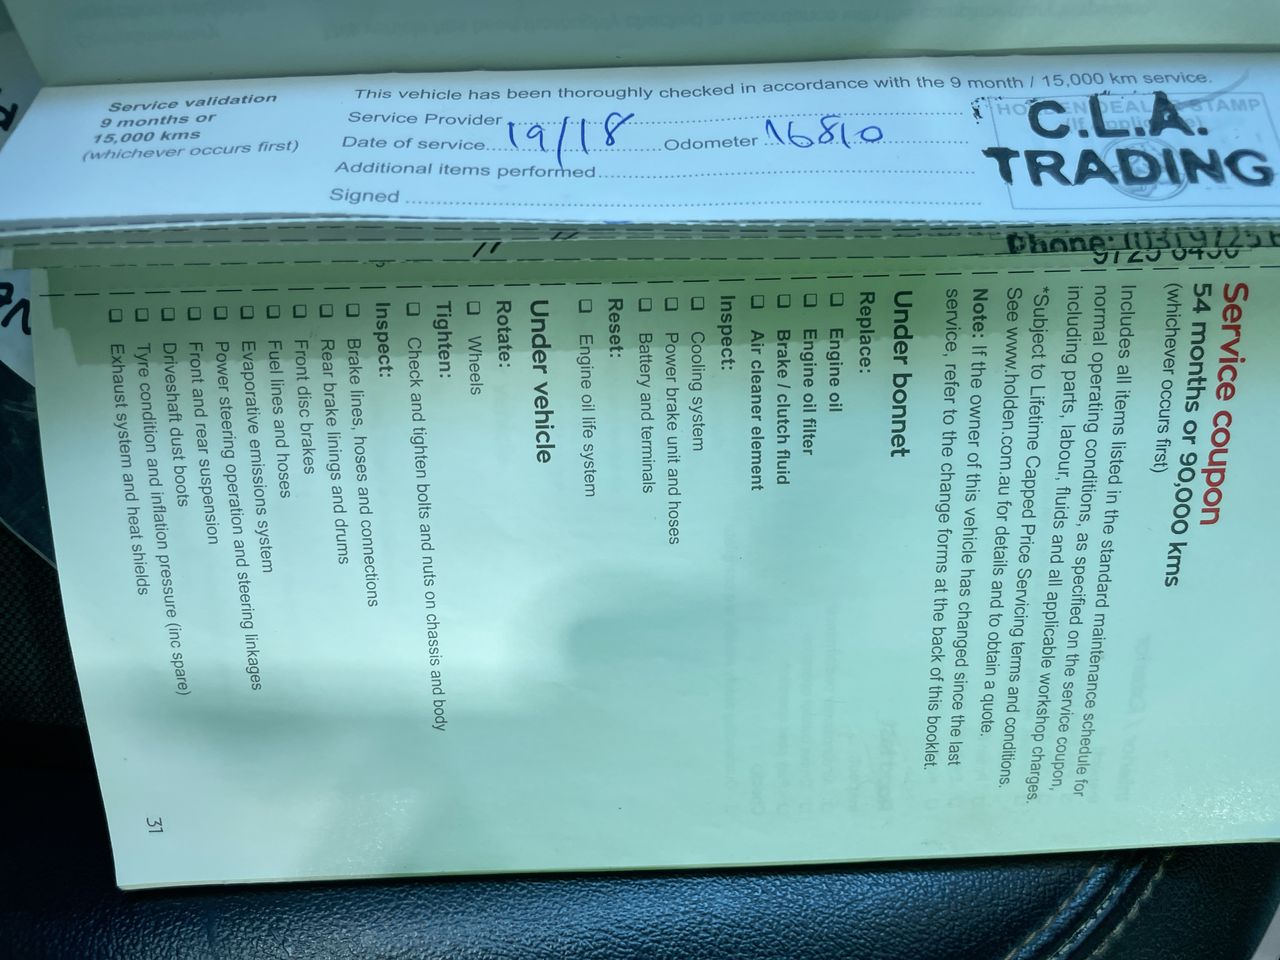 Service validation
9 months or
15,000 kms
(whichever occurs first)
This vehicle has been thoroughly checked in accordance with the 9 month / 15,000 km service.
Service Provider
Date of service 19/18 Odometer 16810
Additional items performed
Signed
HOLDEN DEALER STAMP
(If applicable)
C.L.A.
TRADING
Phone: (03) 9725
Service coupon
54 months or 90,000 kms
(whichever occurs first)
Includes all items listed in the standard maintenance schedule for
normal operating conditions, as specified on the service coupon,
including parts, labour, fluids and all applicable workshop charges.
*Subject to Lifetime Capped Price Servicing terms and conditions.
See www.holden.com.au for details and to obtain a quote.
Note: If the owner of this vehicle has changed since the last
service, refer to the change forms at the back of this booklet.
Under bonnet
Replace:
❑ Engine oil
❑ Engine oil filter
❑ Brake / clutch fluid
❑ Air cleaner element
Inspect:
❑ Cooling system
❑ Power brake unit and hoses
❑ Battery and terminals
Reset:
❑ Engine oil life system
Under vehicle
Rotate:
❑ Wheels
Tighten:
❑ Check and tighten bolts and nuts on chassis and body
Inspect:
❑ Brake lines, hoses and connections
❑ Rear brake linings and drums
❑ Front disc brakes
❑ Fuel lines and hoses
❑ Evaporative emissions system
❑ Power steering operation and steering linkages
❑ Front and rear suspension
❑ Driveshaft dust boots
❑ Tyre condition and inflation pressure (inc spare)
❑ Exhaust system and heat shields
31